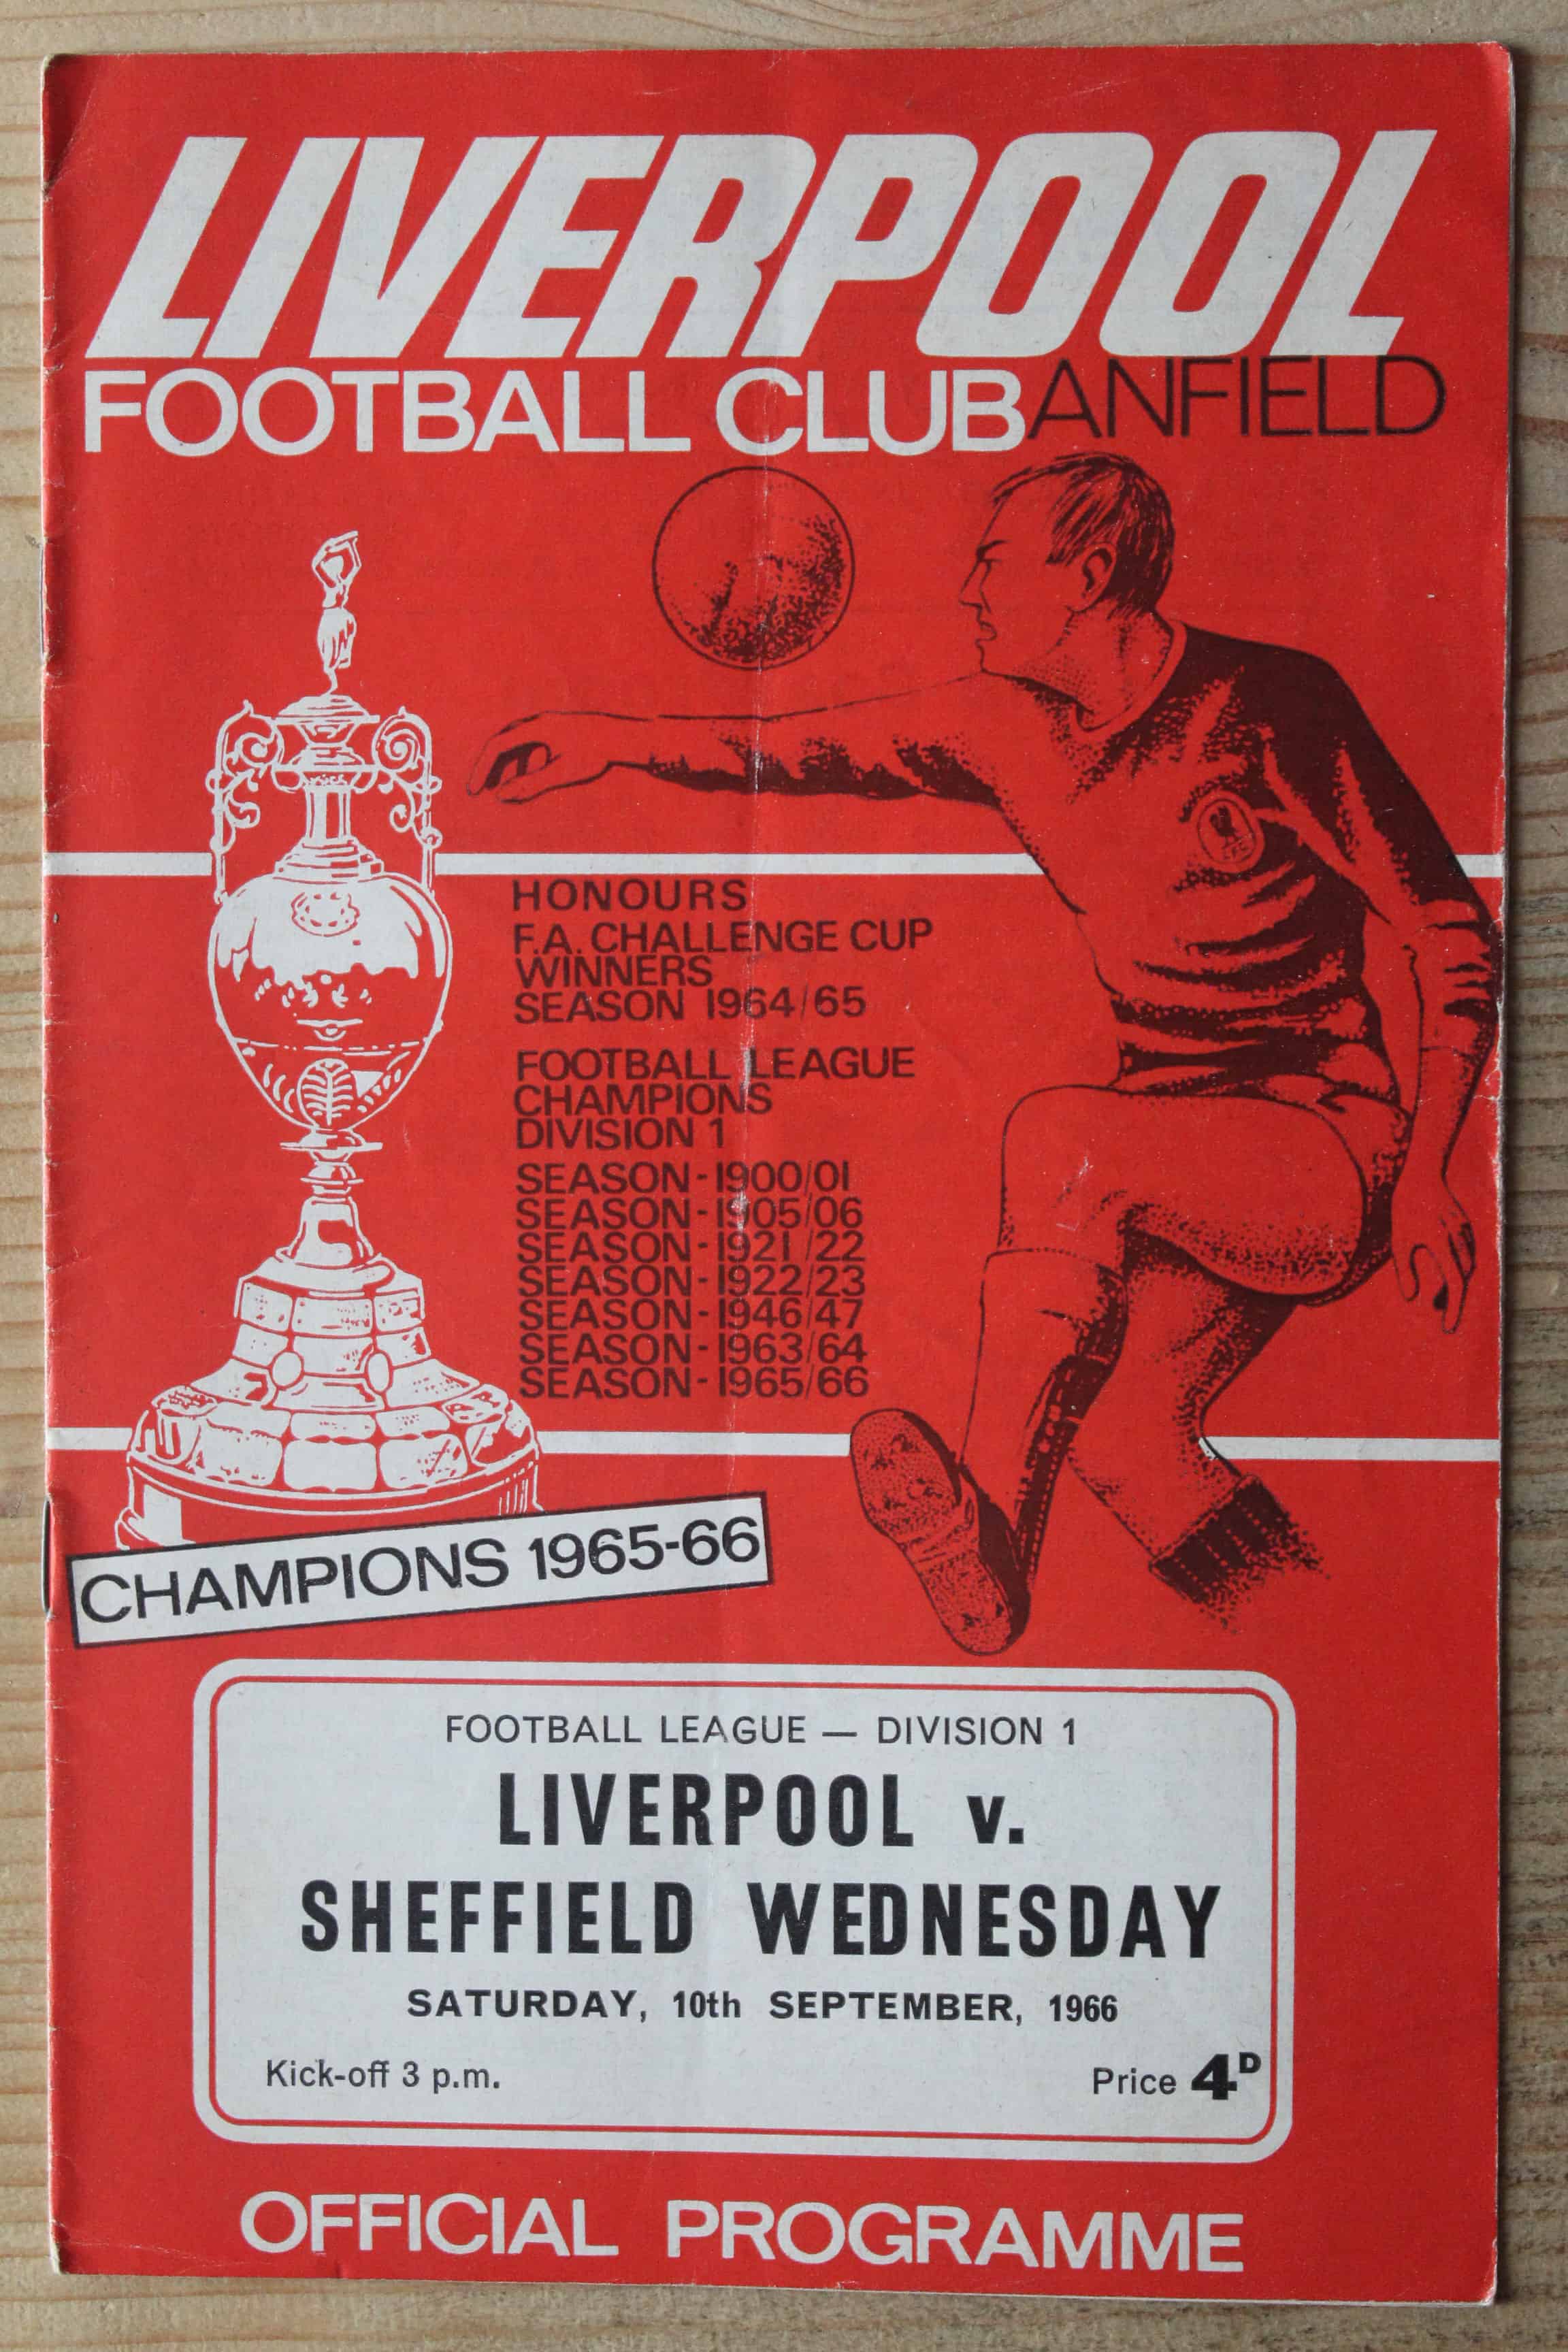 LIVERPOOL
FOOTBALL CLUB ANFIELD
HONOURS
F.A. CHALLENGE CUP
WINNERS
SEASON 1964/65
FOOTBALL LEAGUE
CHAMPIONS
DIVISION 1
SEASON - 1900/01
SEASON - 1905/06
SEASON - 1921/22
SEASON - 1922/23
SEASON - 1946/47
SEASON - 1963/64
SEASON - 1965/66
CHAMPIONS 1965-66
FOOTBALL LEAGUE — DIVISION 1
LIVERPOOL v.
SHEFFIELD WEDNESDAY
SATURDAY, 10th SEPTEMBER, 1966
Kick-off 3 p.m. Price 4D
OFFICIAL PROGRAMME